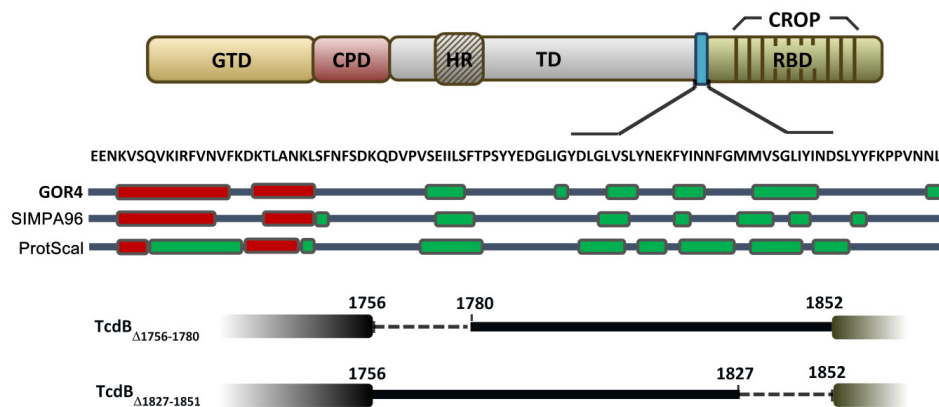 CROP
GTD CPD HR TD RBD
EENKVSQVKIRFVNVFKDKTLANKLSFNFSDKQDVPVSEIILSFTPSYYEDGLIGYDLGLVSLYNEKFYINNFGMMVSGLIYINDSLYYFKPPVNNL
GOR4
SIMPA96
ProtScal
1756 1780 1852
TcdBΔ1756-1780
1756 1827 1852
TcdBΔ1827-1851